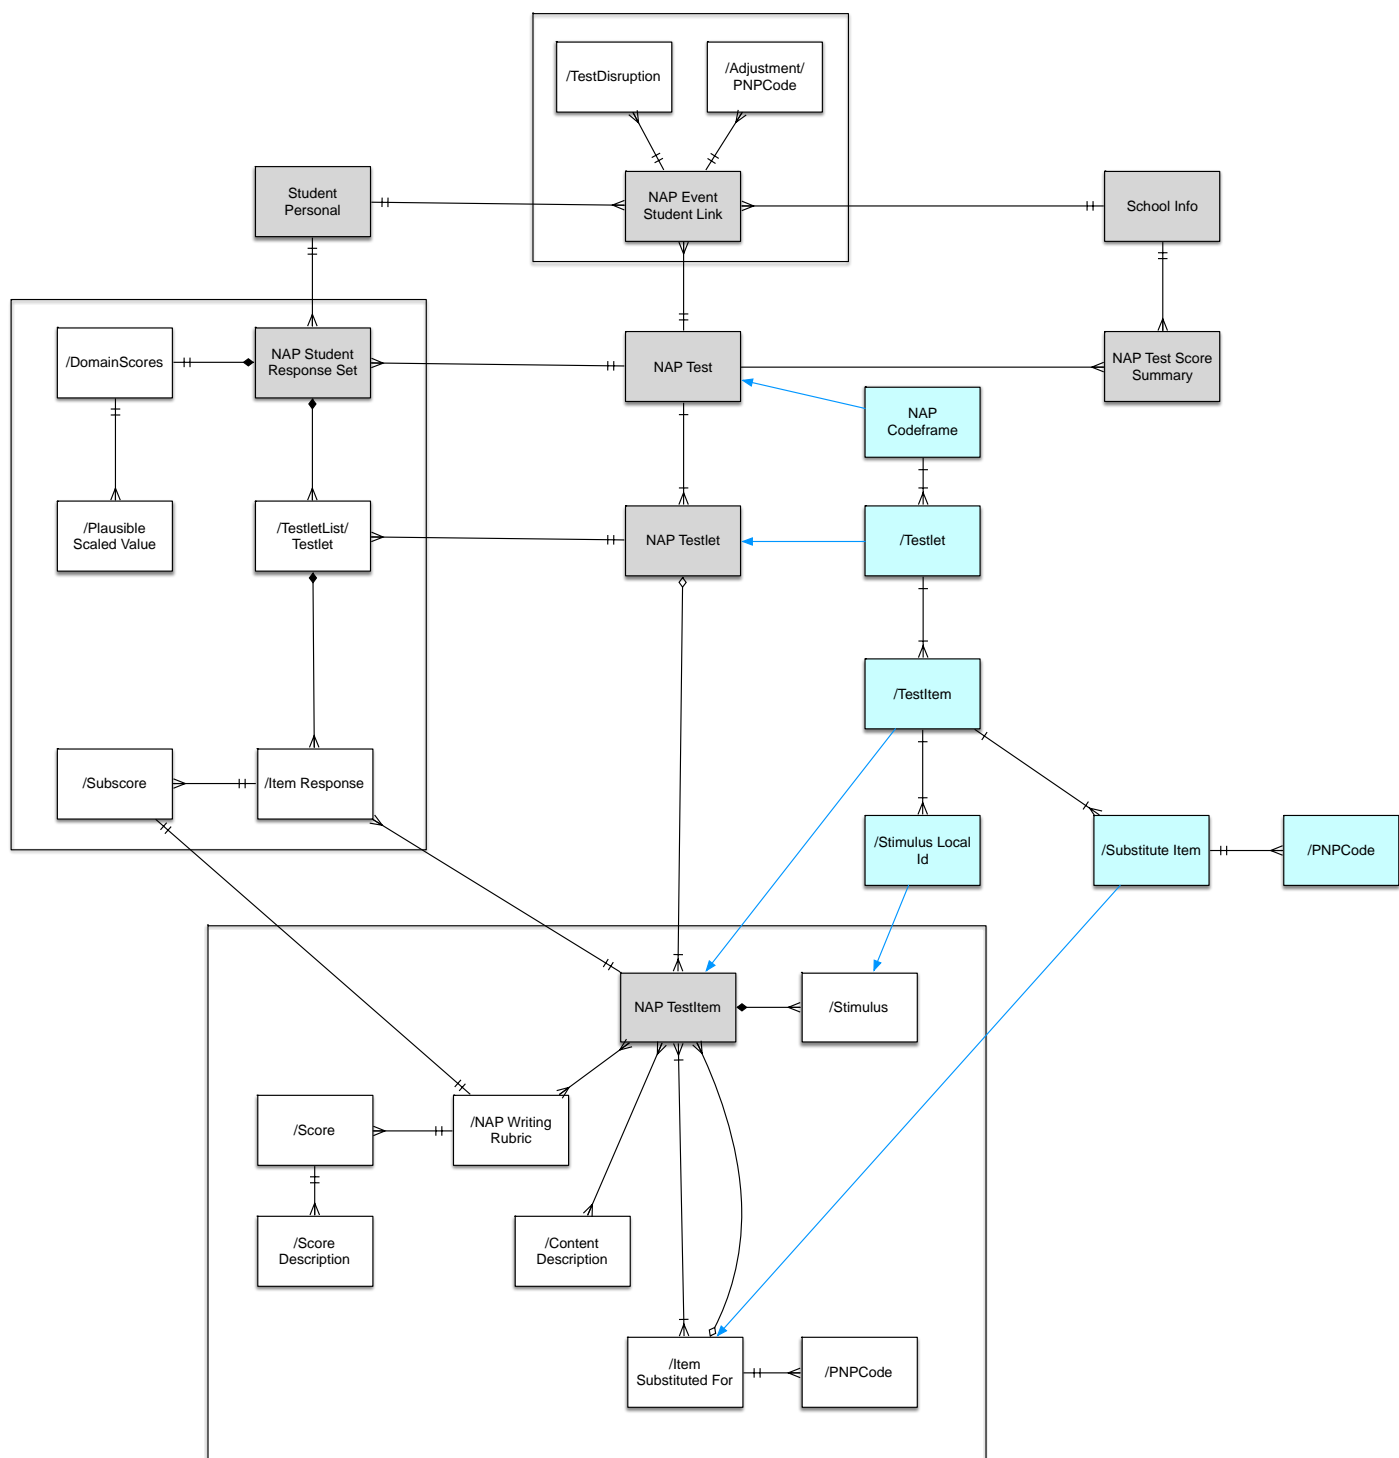 /TestDisruption
/Adjustment/
PNPCode
Student
Personal
NAP Event
Student Link
School Info
/DomainScores
NAP Student
Response Set
NAP Test
NAP Test Score
Summary
NAP
Codeframe
/Plausible
Scaled Value
/TestletList/
Testlet
NAP Testlet
/Testlet
/TestItem
/Subscore
/Item Response
/Stimulus Local
Id
/Substitute Item
/PNPCode
NAP TestItem
/Stimulus
/Score
/NAP Writing
Rubric
/Score
Description
/Content
Description
/Item
Substituted For
/PNPCode